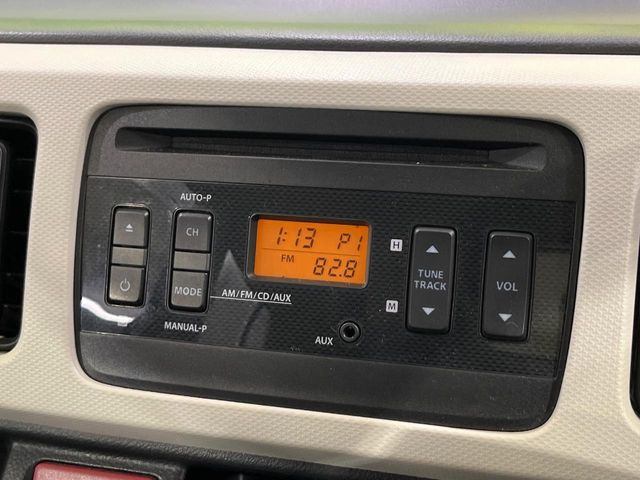 AUTO-P
CH
MODE
AM/FM/CD/AUX
MANUAL-P
1:13 P1
FM
82.8
AUX
H
M
TUNE
TRACK
VOL